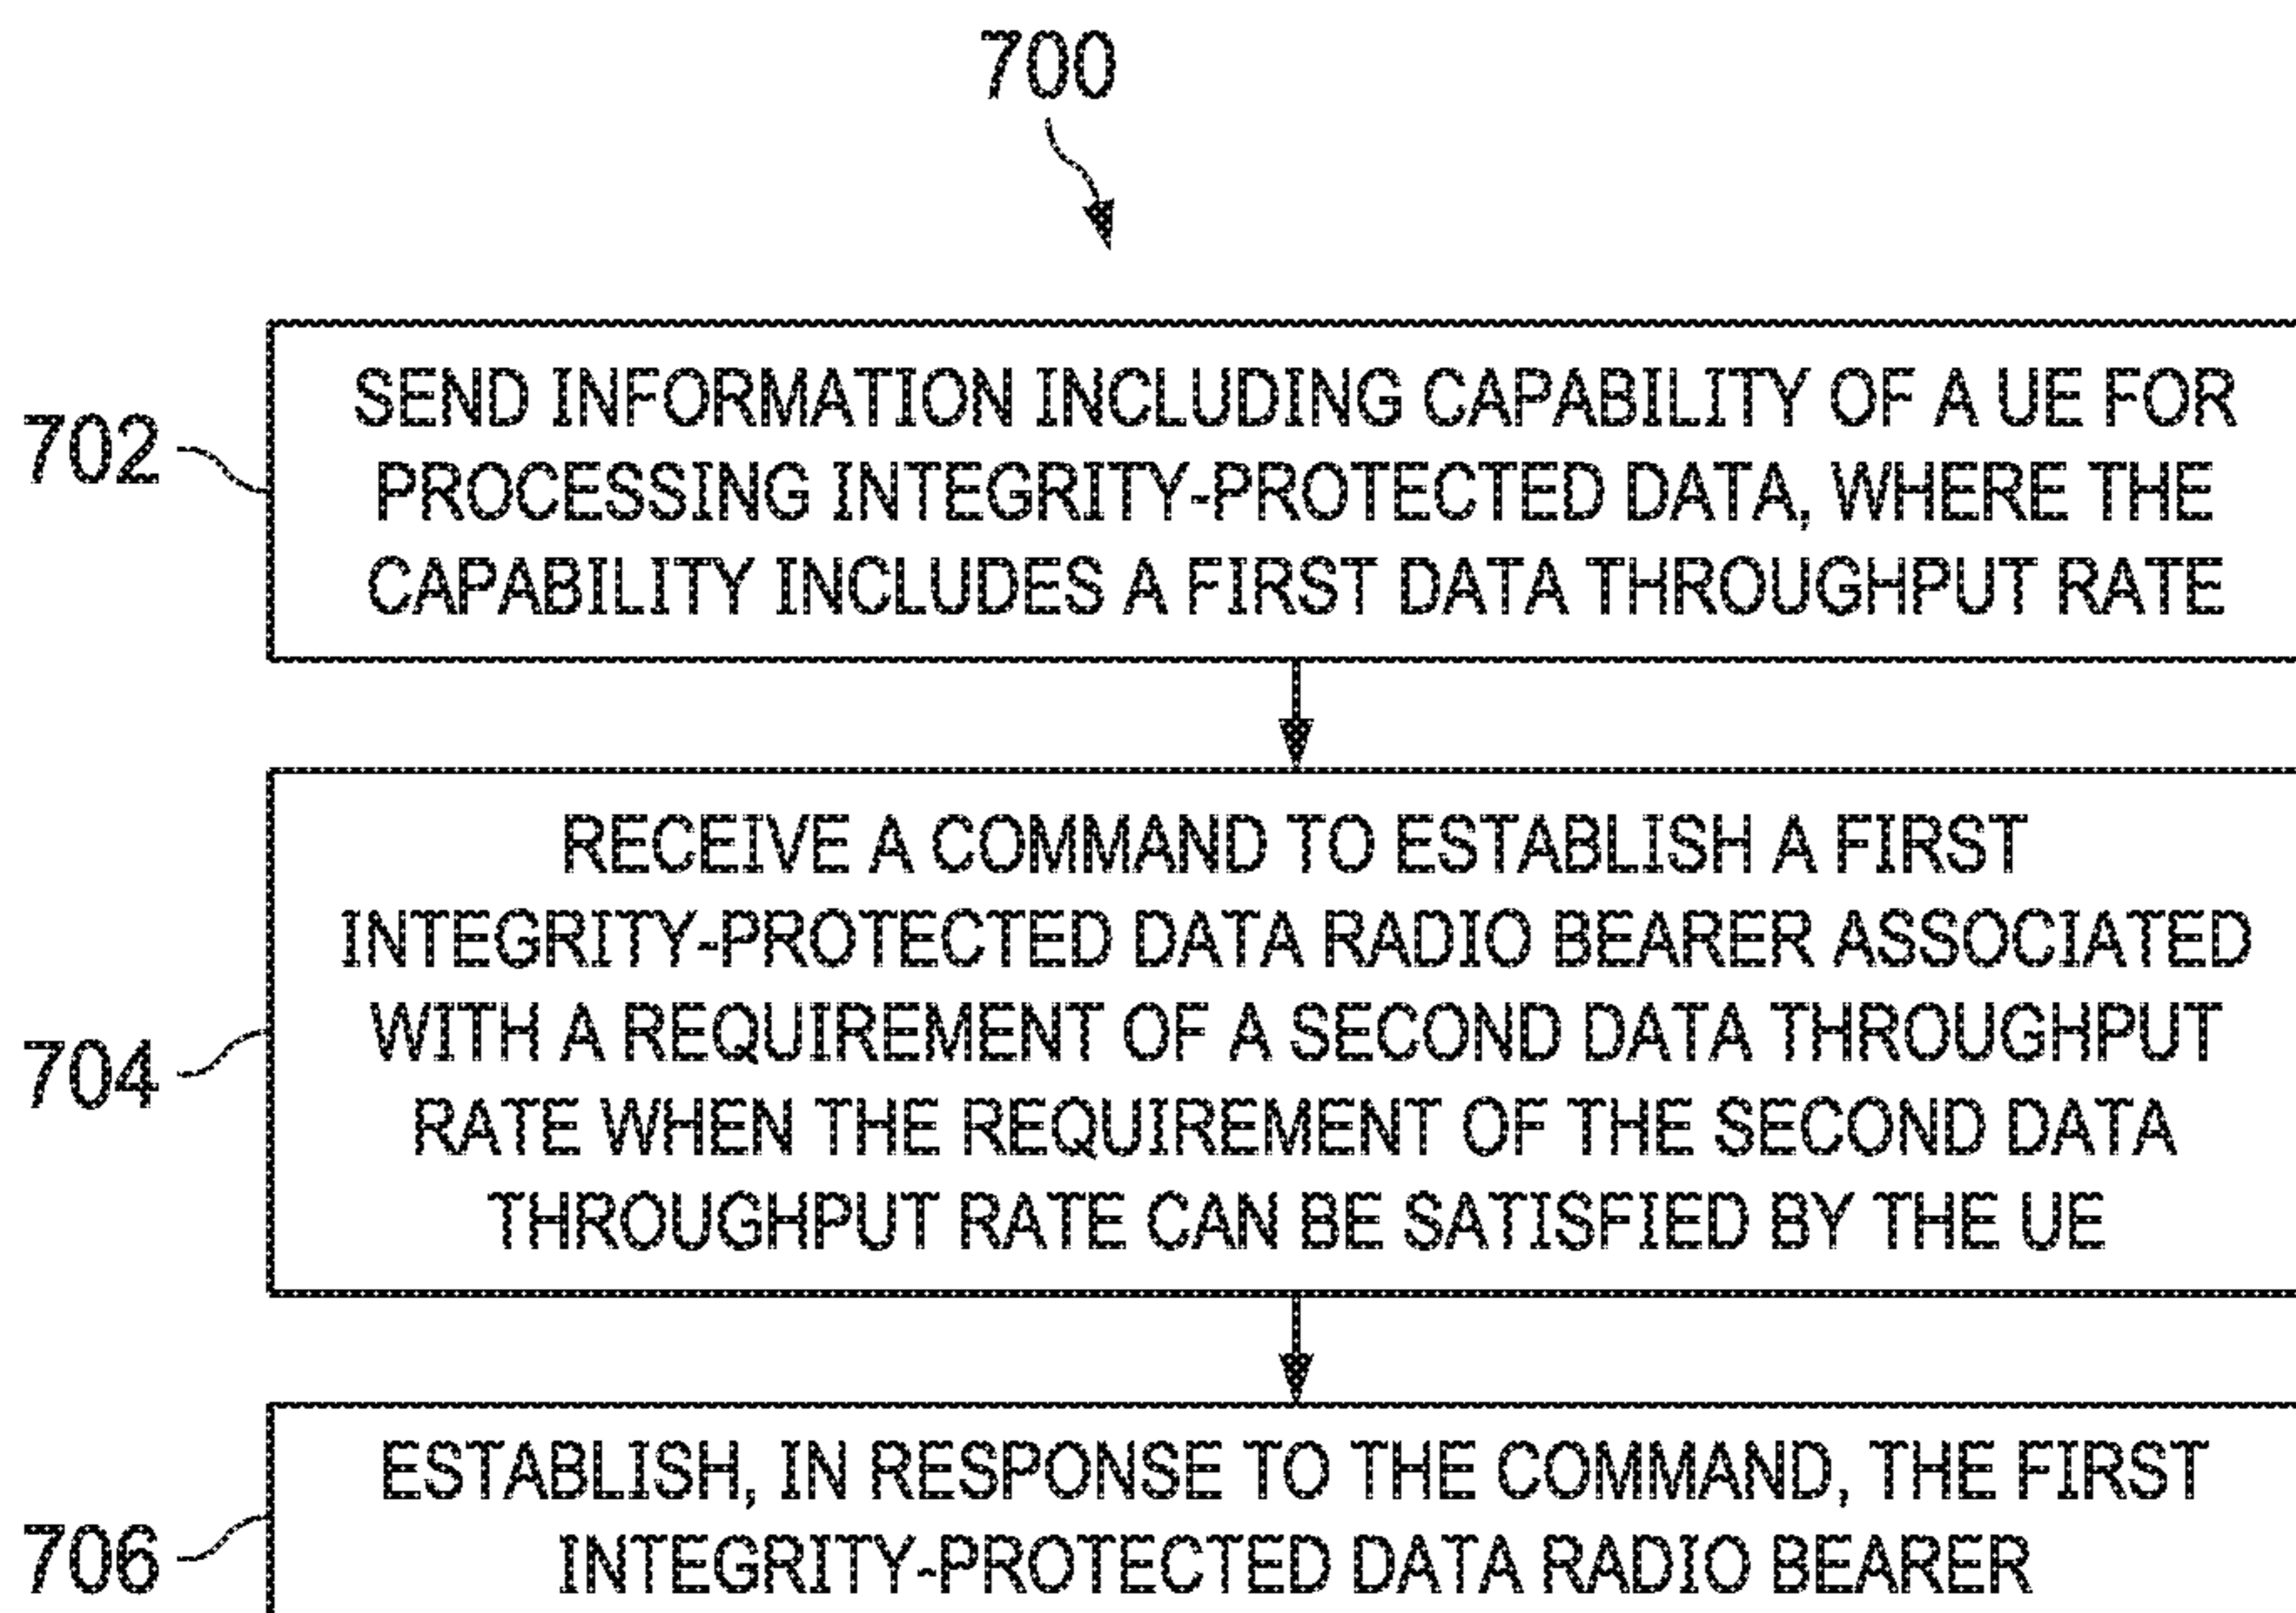 700
702
SEND INFORMATION INCLUDING CAPABILITY OF A UE FOR
PROCESSING INTEGRITY-PROTECTED DATA, WHERE THE
CAPABILITY INCLUDES A FIRST DATA THROUGHPUT RATE
704
RECEIVE A COMMAND TO ESTABLISH A FIRST
INTEGRITY-PROTECTED DATA RADIO BEARER ASSOCIATED
WITH A REQUIREMENT OF A SECOND DATA THROUGHPUT
RATE WHEN THE REQUIREMENT OF THE SECOND DATA
THROUGHPUT RATE CAN BE SATISFIED BY THE UE
706
ESTABLISH, IN RESPONSE TO THE COMMAND, THE FIRST
INTEGRITY-PROTECTED DATA RADIO BEARER